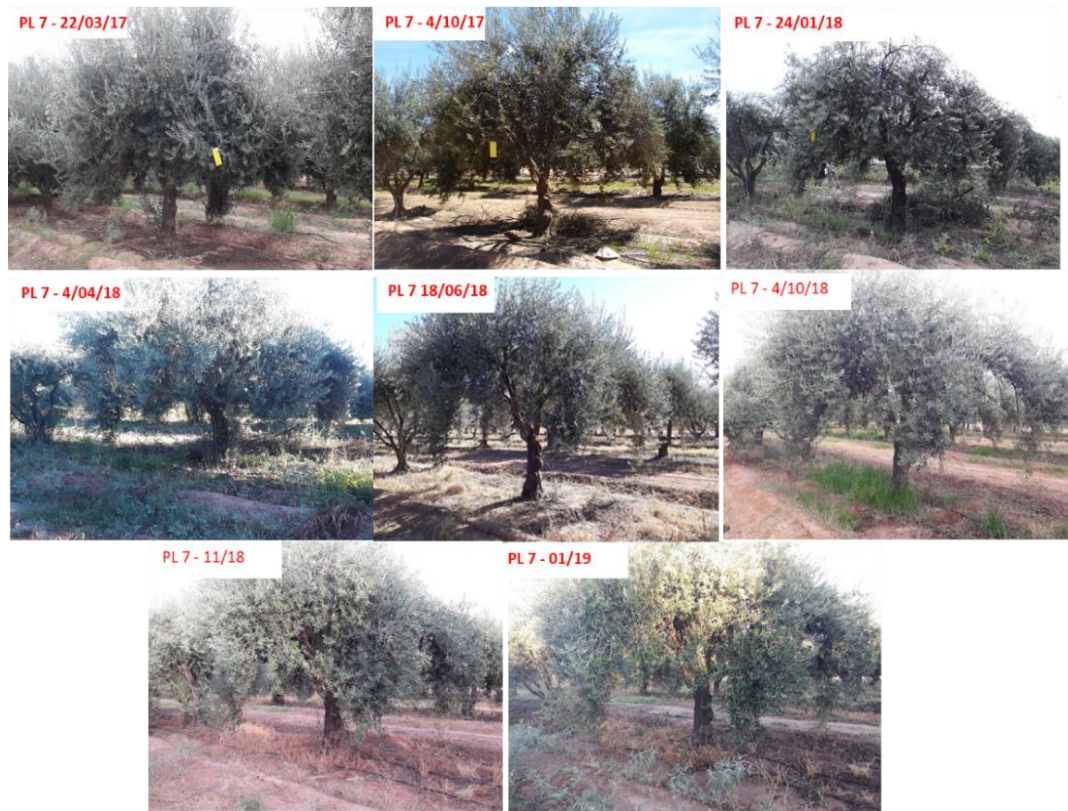 PL 7 - 22/03/17
PL 7 - 4/10/17
PL 7 - 24/01/18
PL 7 - 4/04/18
PL 7 18/06/18
PL 7 - 4/10/18
PL 7 - 11/18
PL 7 - 01/19